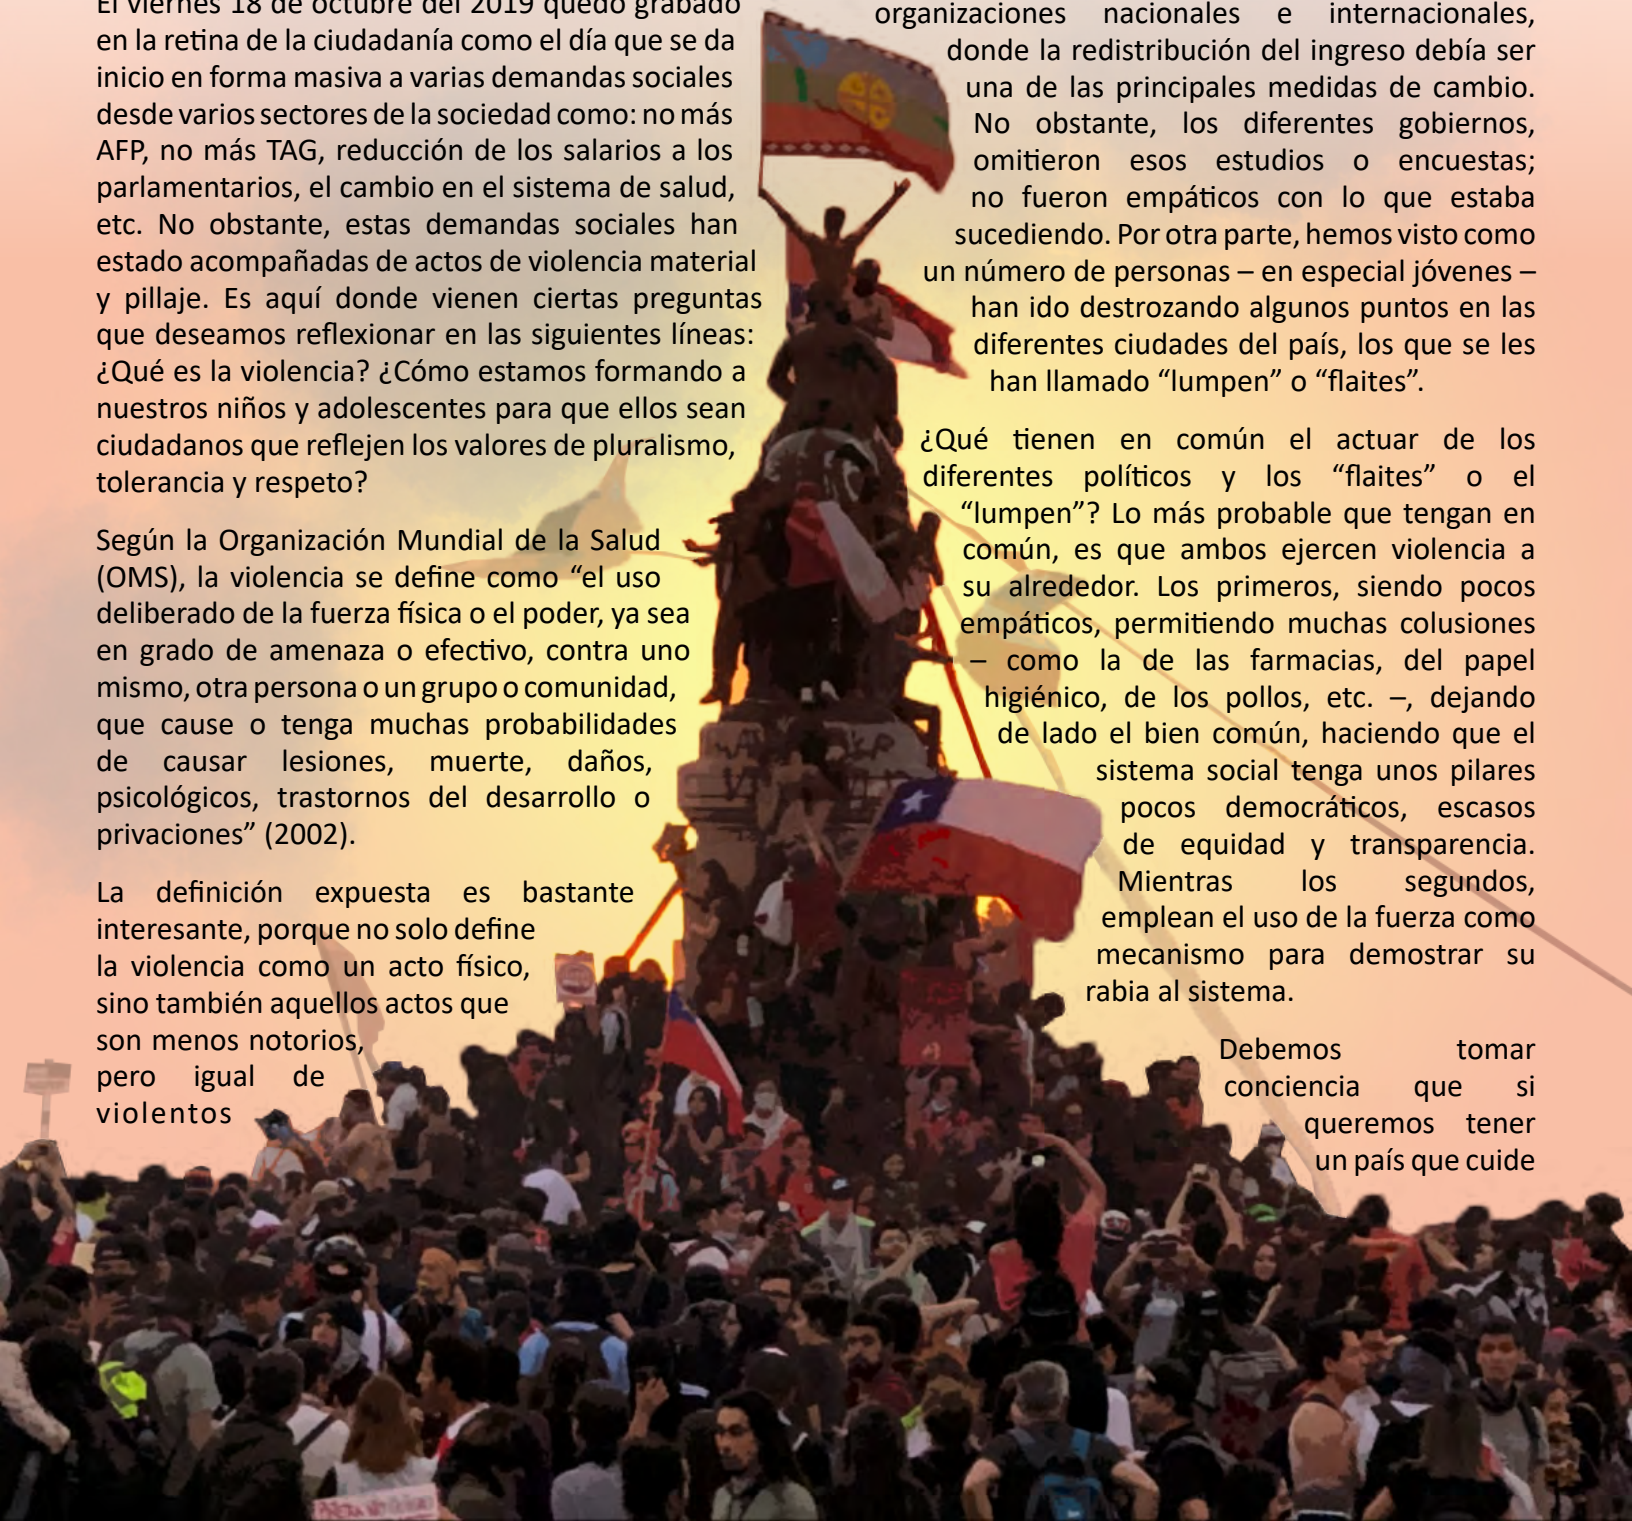 El viernes 18 de octubre del 2019 quedó grabado
en la retina de la ciudadanía como el día que se da
inicio en forma masiva a varias demandas sociales
desde varios sectores de la sociedad como: no más
AFP, no más TAG, reducción de los salarios a los
parlamentarios, el cambio en el sistema de salud,
etc. No obstante, estas demandas sociales han
estado acompañadas de actos de violencia material
y pillaje. Es aquí donde vienen ciertas preguntas
que deseamos reflexionar en las siguientes líneas:
¿Qué es la violencia? ¿Cómo estamos formando a
nuestros niños y adolescentes para que ellos sean
ciudadanos que reflejen los valores de pluralismo,
tolerancia y respeto?
Según la Organización Mundial de la Salud
(OMS), la violencia se define como “el uso
deliberado de la fuerza física o el poder, ya sea
en grado de amenaza o efectivo, contra uno
mismo, otra persona o un grupo o comunidad,
que cause o tenga muchas probabilidades
de causar lesiones, muerte, daños,
psicológicos, trastornos del desarrollo o
privaciones” (2002).
La definición expuesta es bastante
interesante, porque no solo define
la violencia como un acto físico,
sino también aquellos actos que
son menos notorios,
pero igual de
violentos
organizaciones nacionales e internacionales,
donde la redistribución del ingreso debía ser
una de las principales medidas de cambio.
No obstante, los diferentes gobiernos,
omitieron esos estudios o encuestas;
no fueron empáticos con lo que estaba
sucediendo. Por otra parte, hemos visto como
un número de personas – en especial jóvenes –
han ido destrozando algunos puntos en las
diferentes ciudades del país, los que se les
han llamado “lumpen” o “flaites”.
¿Qué tienen en común el actuar de los
diferentes políticos y los “flaites” o el
“lumpen”? Lo más probable que tengan en
común, es que ambos ejercen violencia a
su alrededor. Los primeros, siendo pocos
empáticos, permitiendo muchas colusiones
– como la de las farmacias, del papel
higiénico, de los pollos, etc. –, dejando
de lado el bien común, haciendo que el
sistema social tenga unos pilares
pocos democráticos, escasos
de equidad y transparencia.
Mientras los segundos,
emplean el uso de la fuerza como
mecanismo para demostrar su
rabia al sistema.
Debemos tomar
conciencia que si
queremos tener
un país que cuide